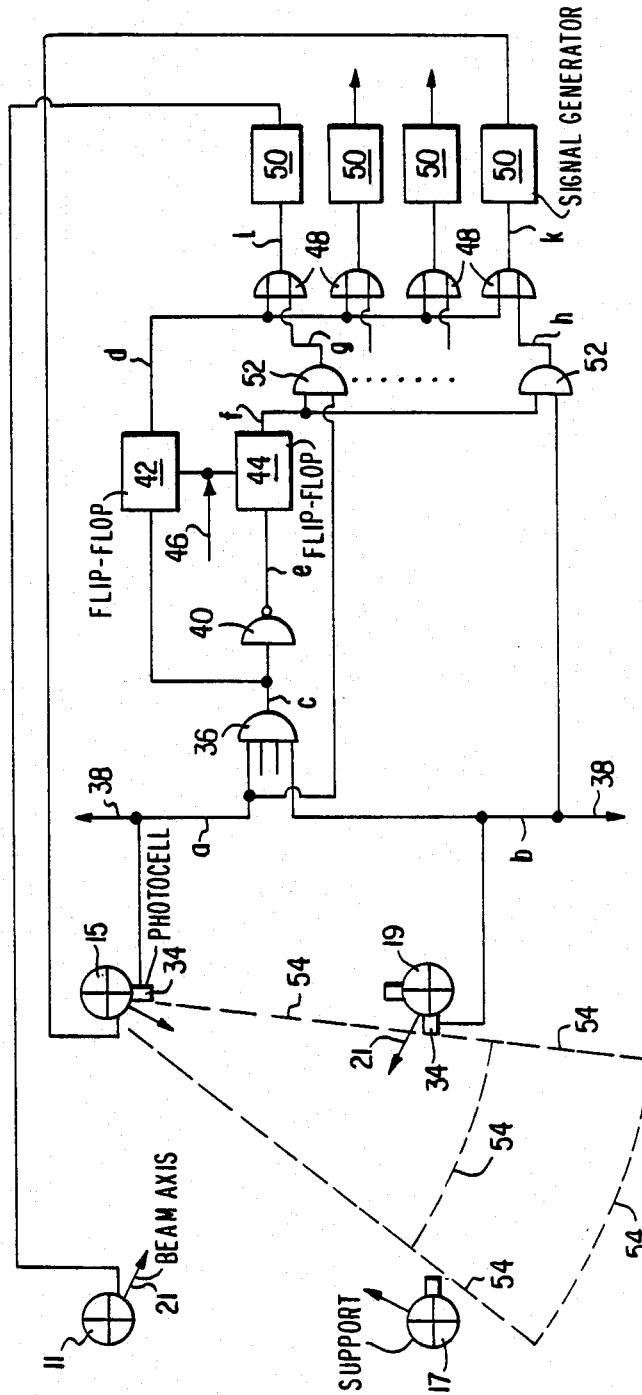 11
21
BEAM AXIS
SUPPORT
17
15
PHOTOCELL
34
54
54
54
54
54
21
19
34
38
a
b
38
36
c
40
e
FLIP-FLOP
42
d
46
44
FLIP-FLOP
f
52
g
52
h
48
48
i
k
50
50
50
50
SIGNAL GENERATOR